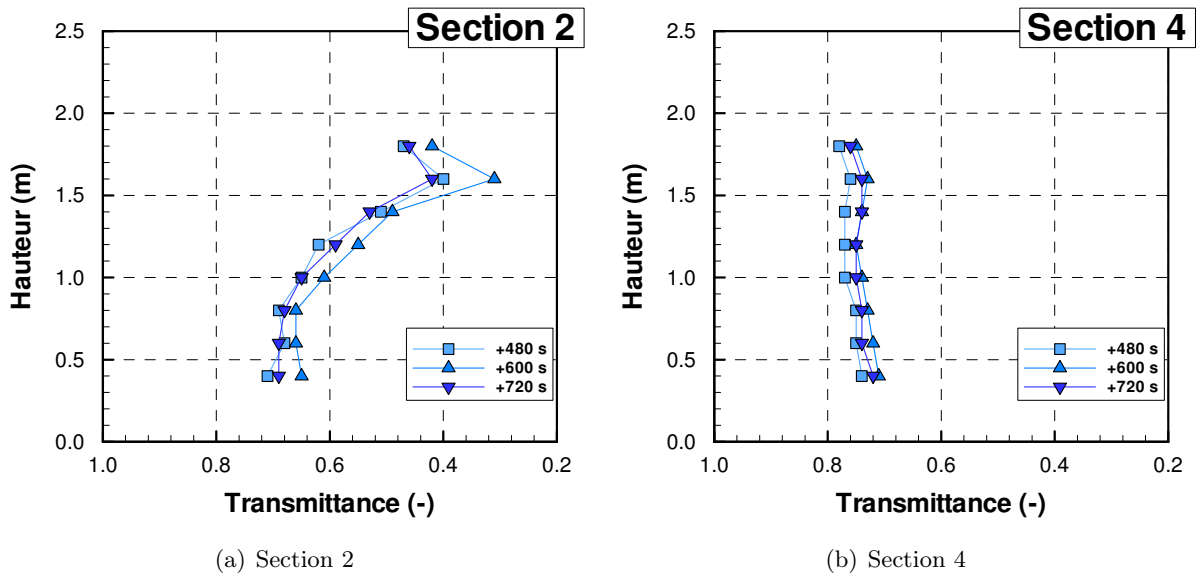 Section 2
2.5
2.0
1.5
1.0
0.5
0.0
Hauteur (m)
+480 s
+600 s
+720 s
1.0 0.8 0.6 0.4 0.2
Transmittance (-)
(a) Section 2
Section 4
2.5
2.0
1.5
1.0
0.5
0.0
Hauteur (m)
+480 s
+600 s
+720 s
1.0 0.8 0.6 0.4 0.2
Transmittance (-)
(b) Section 4